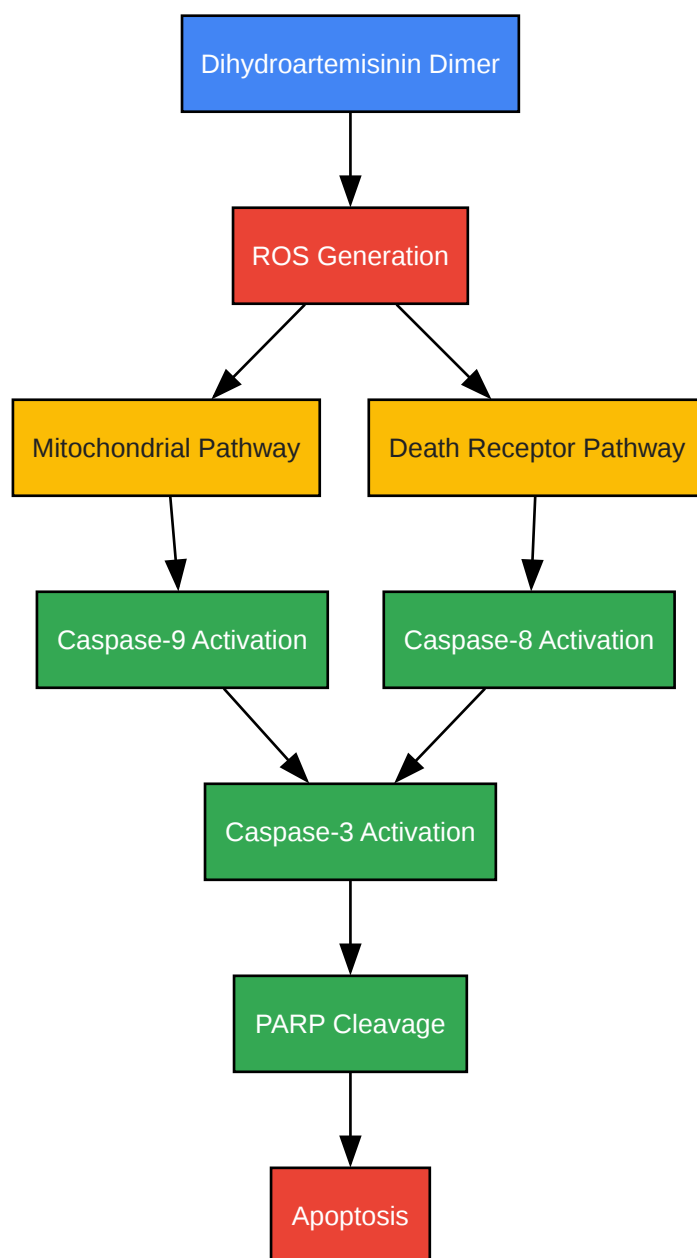 Dihydroartemisinin Dimer
ROS Generation
Mitochondrial Pathway
Death Receptor Pathway
Caspase-9 Activation
Caspase-8 Activation
Caspase-3 Activation
PARP Cleavage
Apoptosis